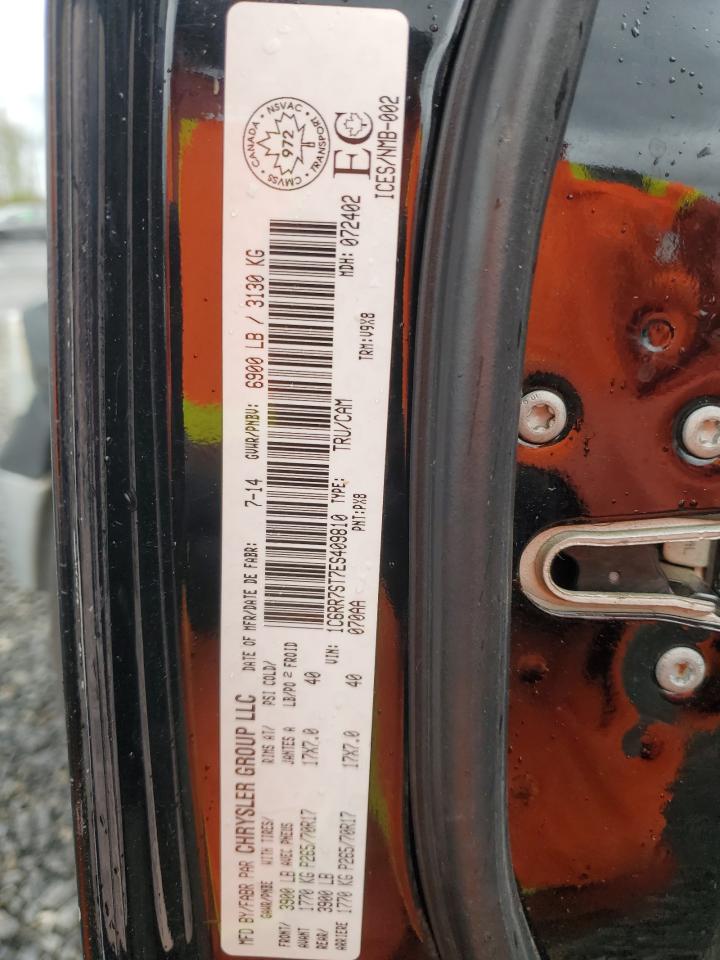 MFD BY/FABR PAR CHRYSLER GROUP LLC
DATE OF MFR/DATE DE FABR: 7-14 GVWR/PNBV: 6900 LB / 3130 KG
GAWR/PNBE WITH TIRES/ RIMS AT/ PSI COLD/
FRONT/ 3900 LB AVEC PNEUS JANTES A LB/PO 2 FROID
AVANT 1770 KG P265/70R17 17X7.0 40
REAR/ 3900 LB
ARRIERE 1770 KG P265/70R17 17X7.0 40
VIN: 1C6RR7ST7ES409810 TYPE: TRU/CAM MDH: 072402
070AA PNT:PX8 TRM:V9X8
CANADA · NSVAC · TRANSPORT · CMVSS ·
972
EC
ICES/NMB-002